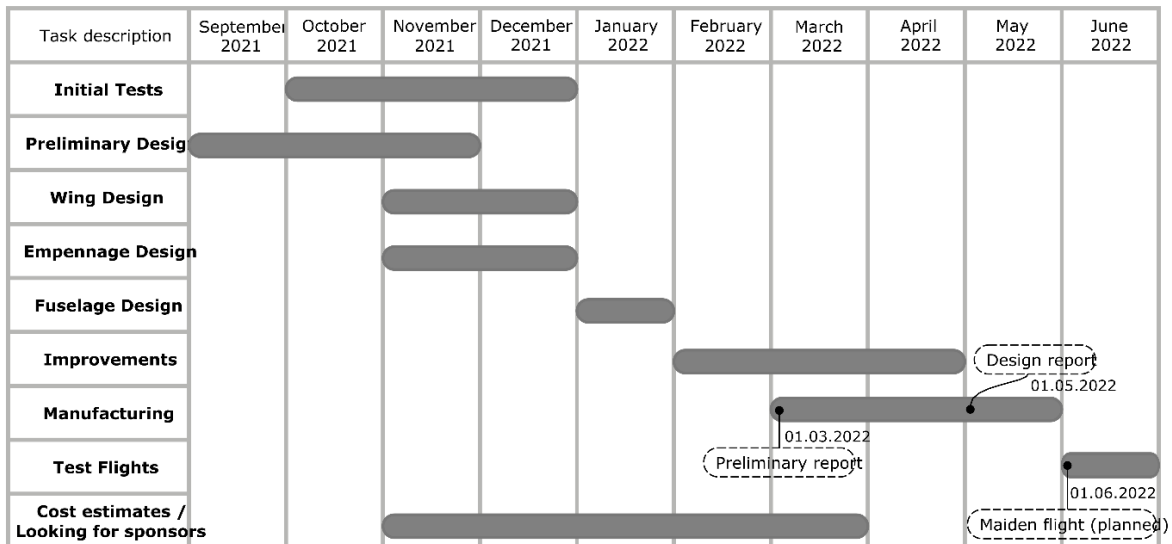 Task description
September
2021
October
2021
November
2021
December
2021
January
2022
February
2022
March
2022
April
2022
May
2022
June
2022
Initial Tests
Preliminary Desig
Wing Design
Empennage Design
Fuselage Design
Improvements
Design report
01.05.2022
Manufacturing
01.03.2022
Preliminary report
Test Flights
01.06.2022
Cost estimates /
Looking for sponsors
Maiden flight (planned)